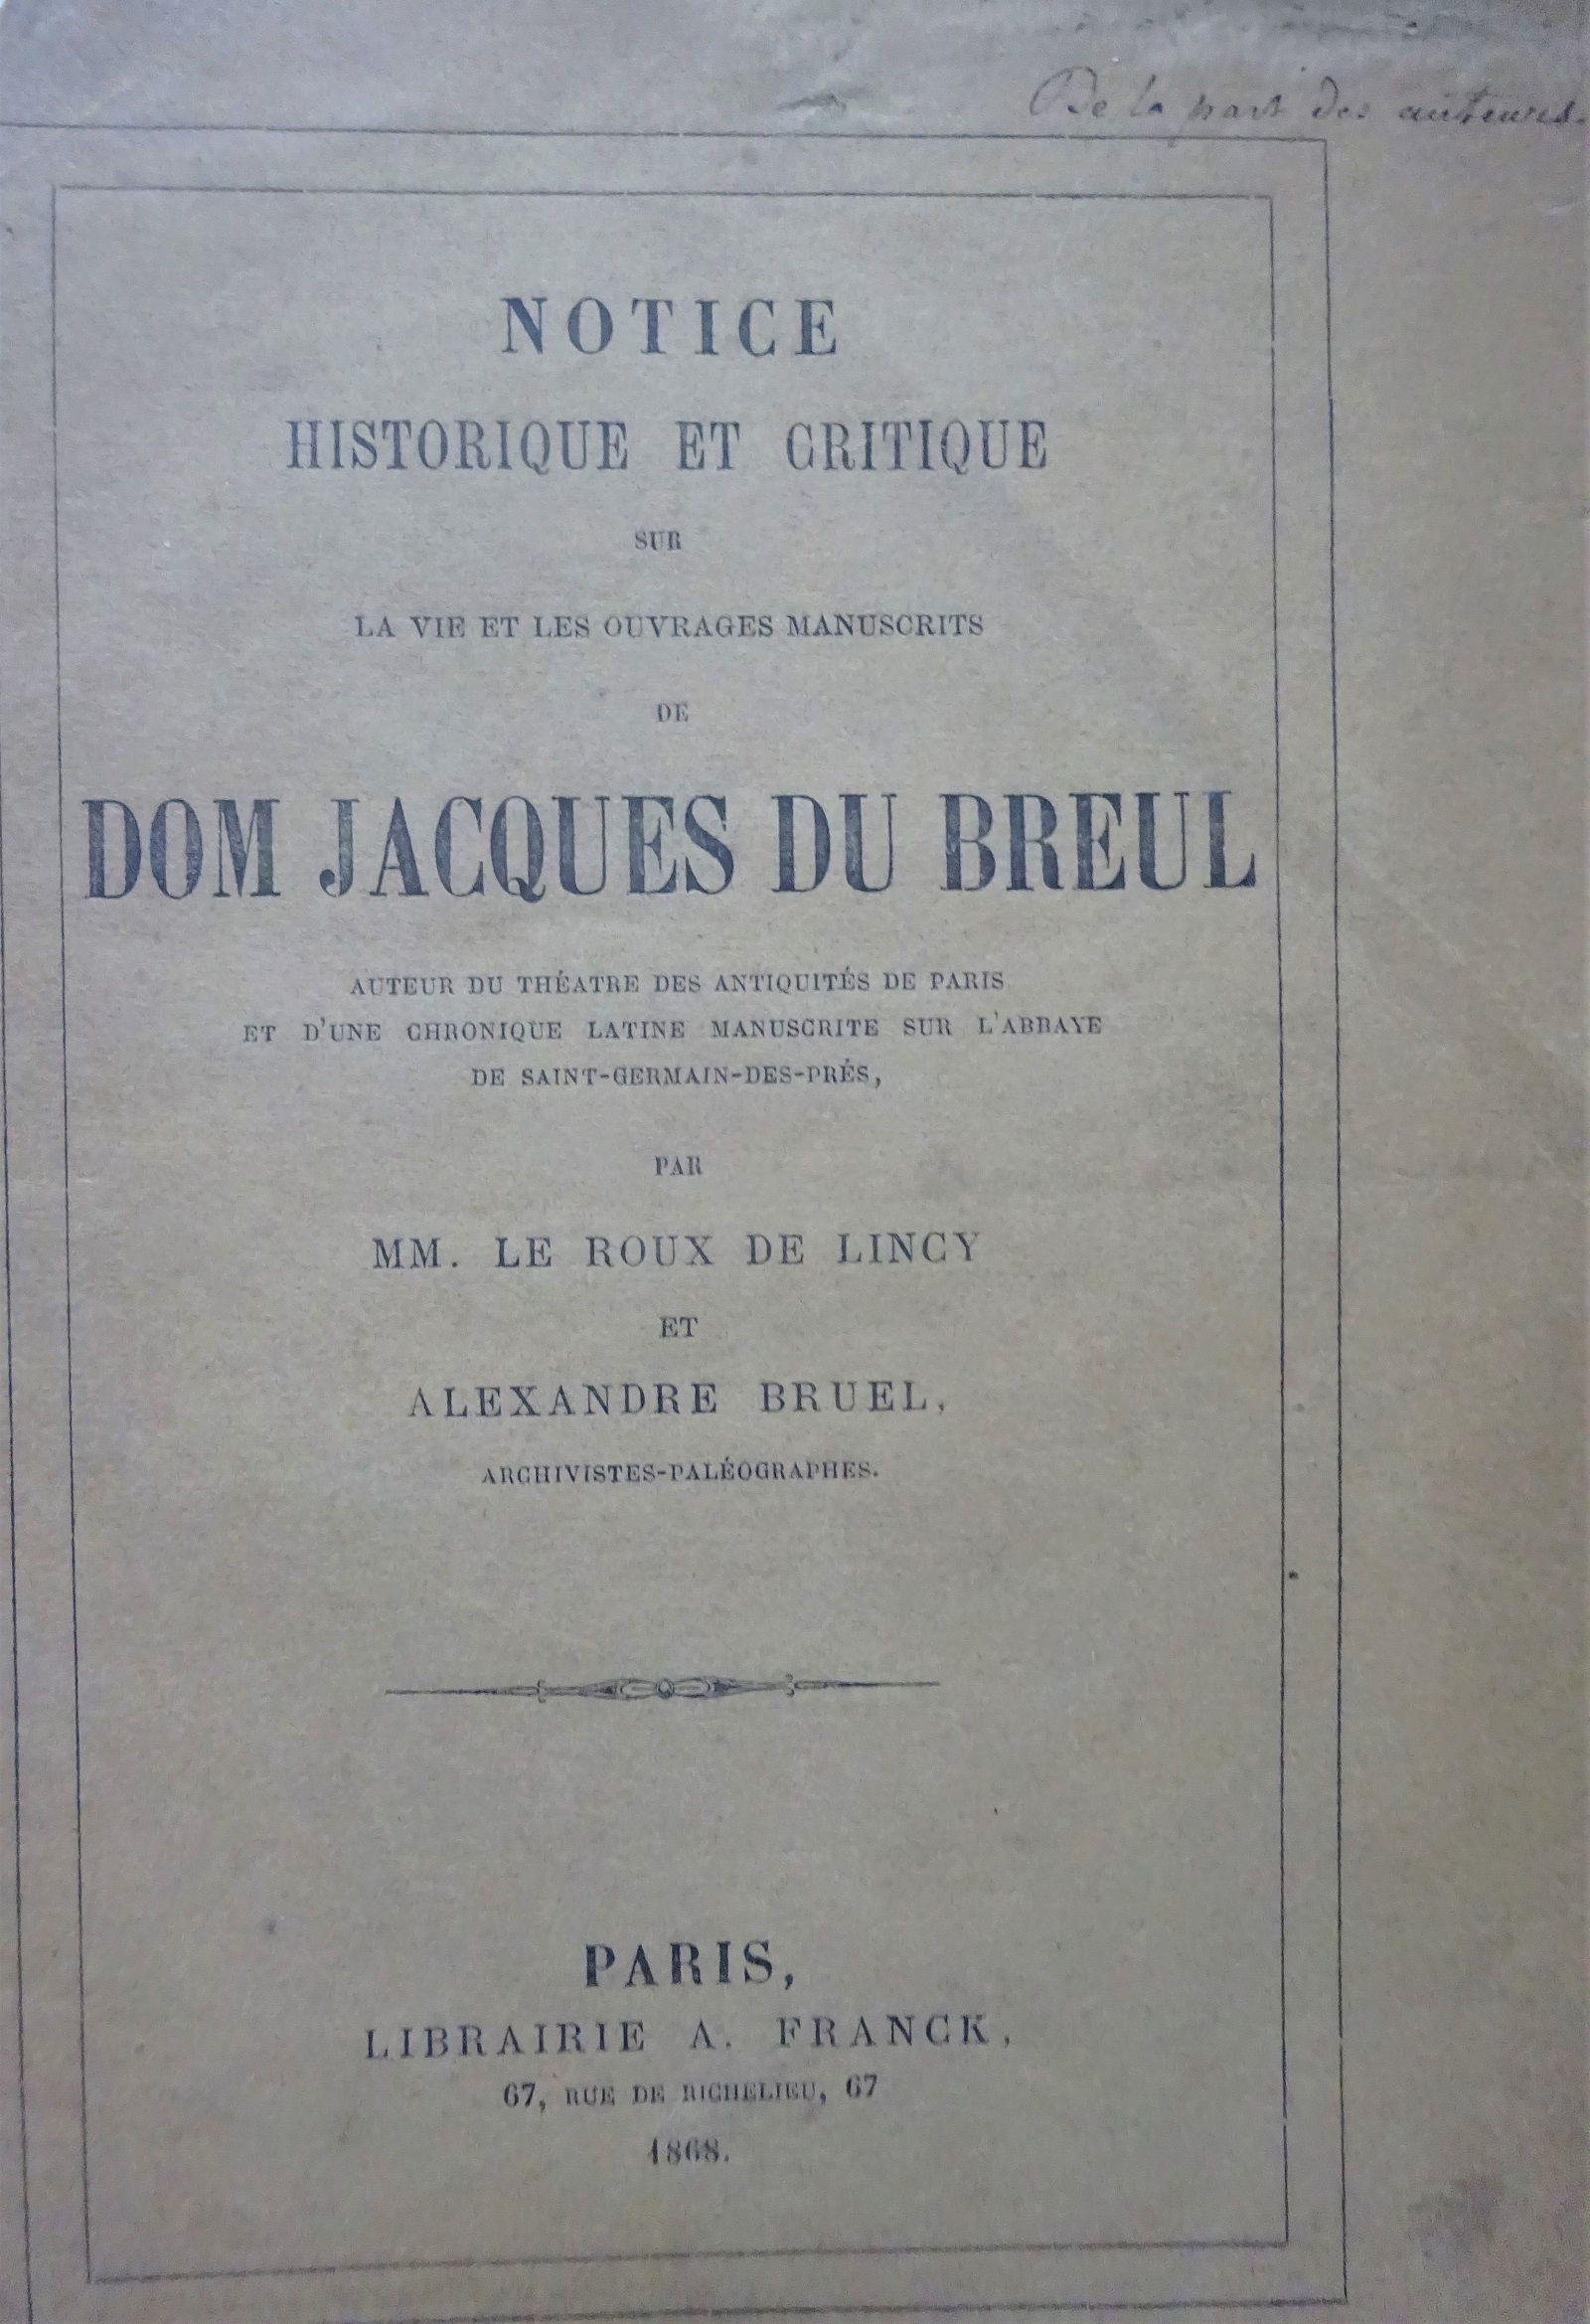 De la part des auteurs.
NOTICE
HISTORIQUE ET CRITIQUE
SUR
LA VIE ET LES OUVRAGES MANUSCRITS
DE
DOM JACQUES DU BREUL
AUTEUR DU THÉATRE DES ANTIQUITÉS DE PARIS
ET D'UNE CHRONIQUE LATINE MANUSCRITE SUR L'ABBAYE
DE SAINT-GERMAIN-DES-PRÉS,
PAR
MM. LE ROUX DE LINCY
ET
ALEXANDRE BRUEL,
ARCHIVISTES-PALÉOGRAPHES.
PARIS,
LIBRAIRIE A. FRANCK,
67, RUE DE RICHELIEU, 67
1868.